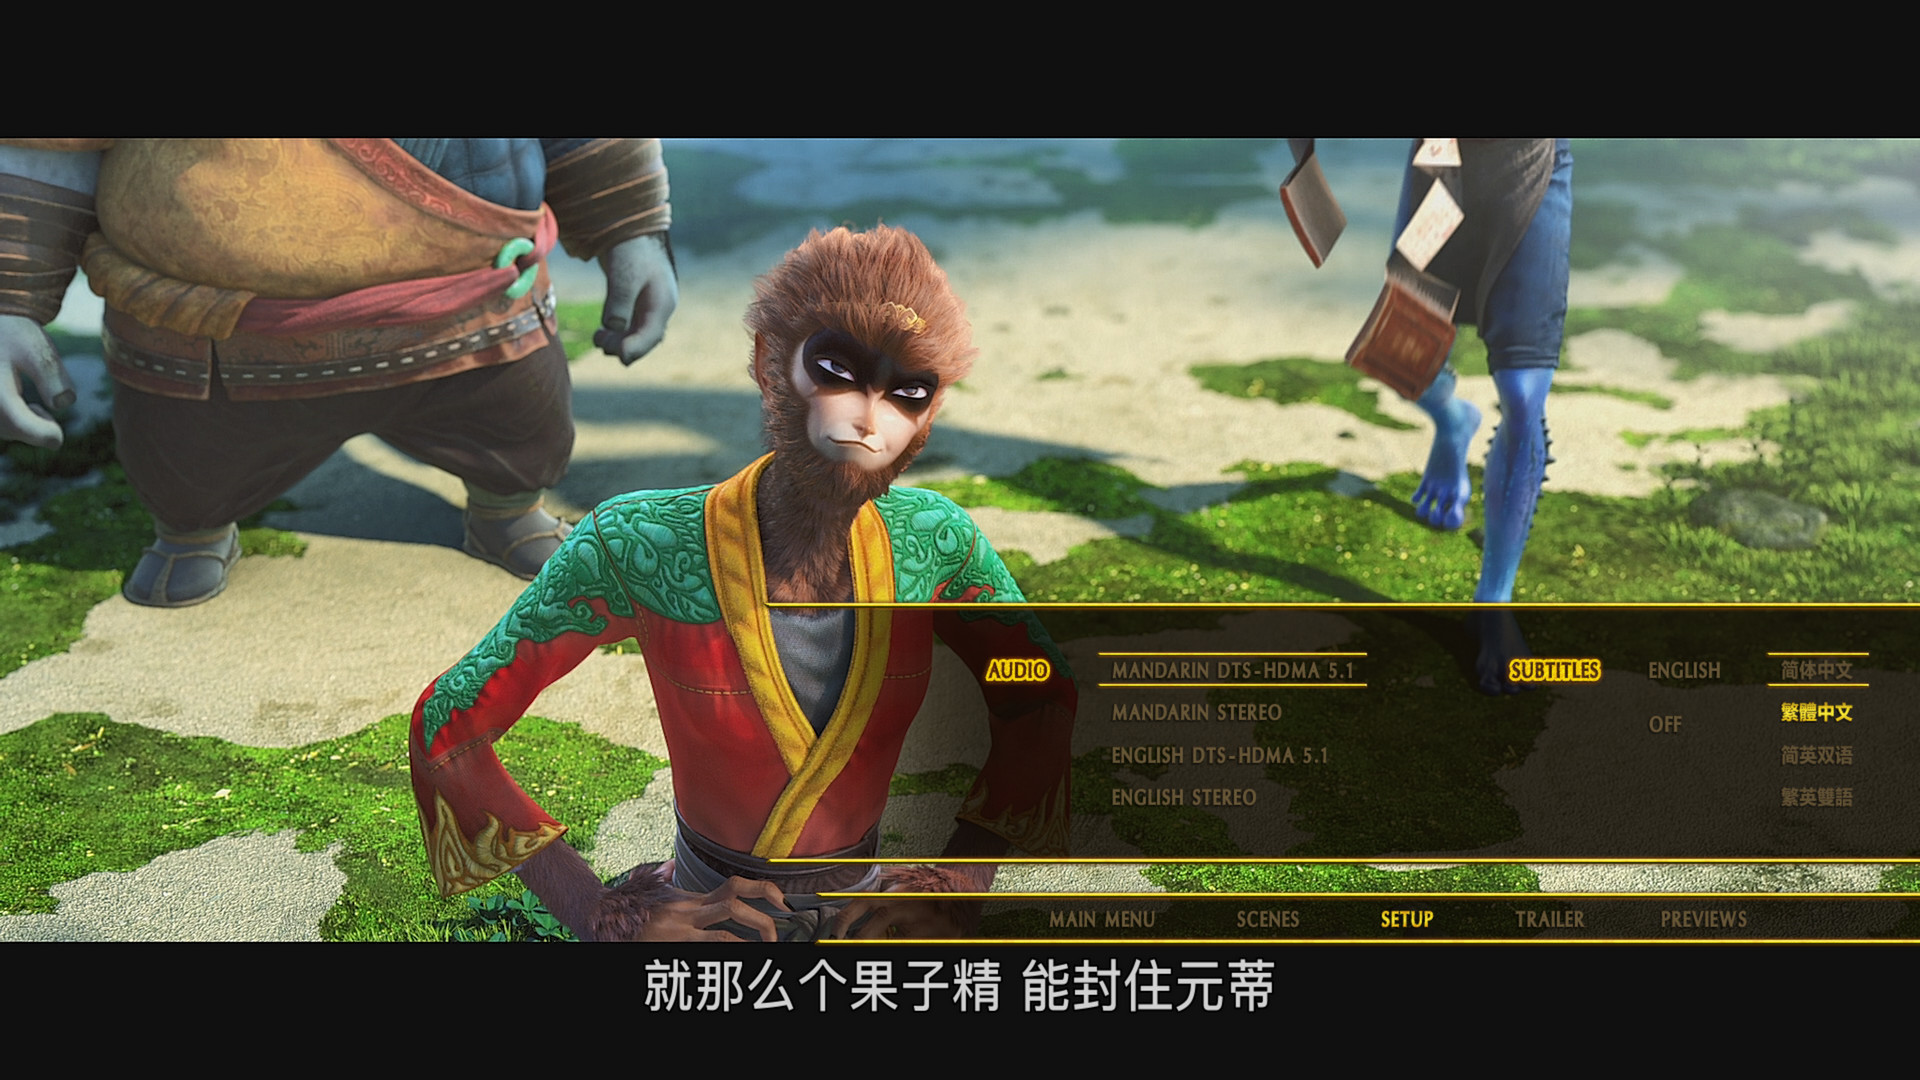 AUDIO
MANDARIN DTS-HDMA 5.1
MANDARIN STEREO
ENGLISH DTS-HDMA 5.1
ENGLISH STEREO
SUBTITLES
ENGLISH
OFF
简体中文
繁體中文
简英双语
繁英雙語
MAIN MENU
SCENES
SETUP
TRAILER
PREVIEWS
就那么个果子精 能封住元蒂